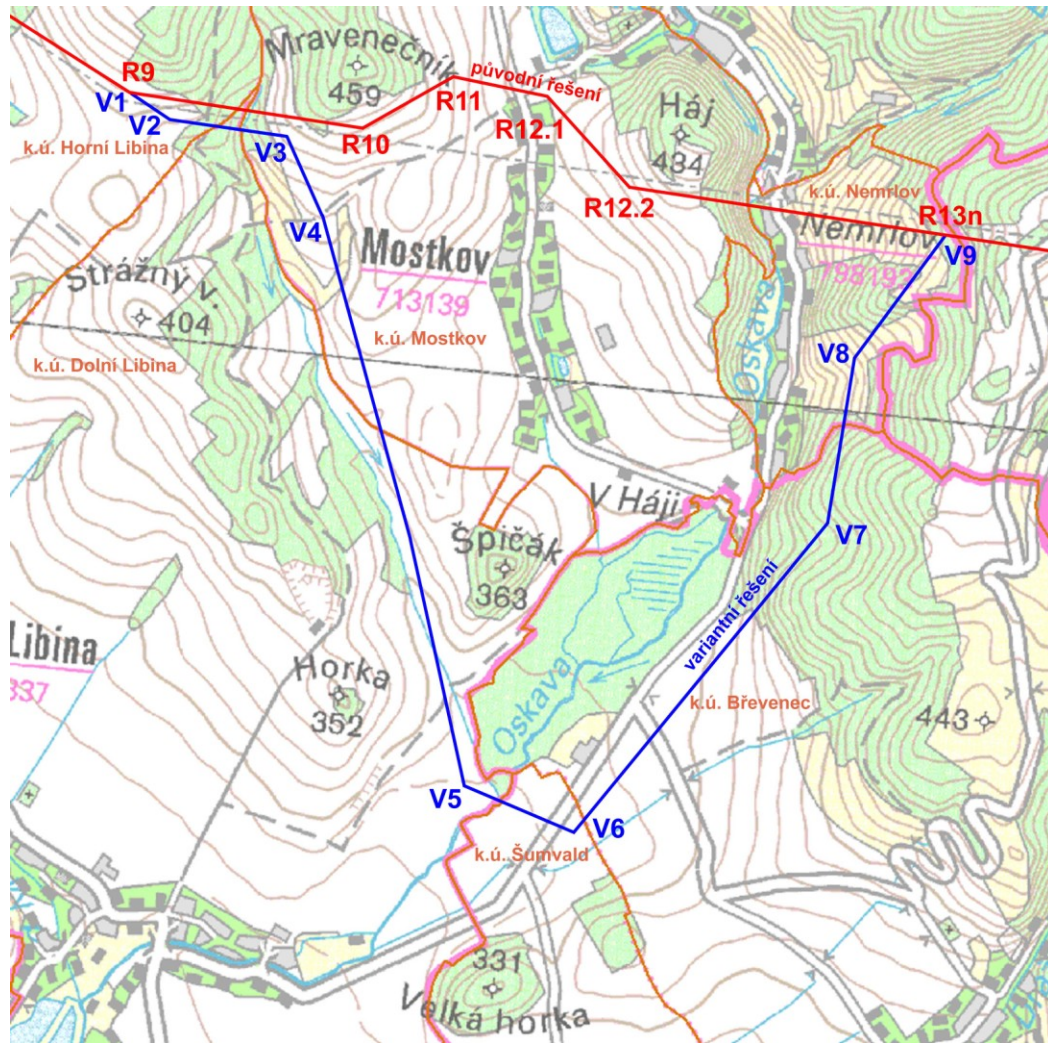 Mravenečník
459
původní řešení
R9
V1
V2
k.ú. Horní Libina
V3
R10
R11
R12.1
Háj
434
R12.2
k.ú. Nemrlov
R13n
V9
Nemrlov
798192
V4
Mostkov
713139
Strážný v.
404
k.ú. Mostkov
k.ú. Dolní Libina
Oskava
V8
V Háji
V7
Špičák
363
variantní řešení
Libina
337
Horka
352
Oskava
k.ú. Břevenec
443
V5
V6
k.ú. Šumvald
331
Velká horka